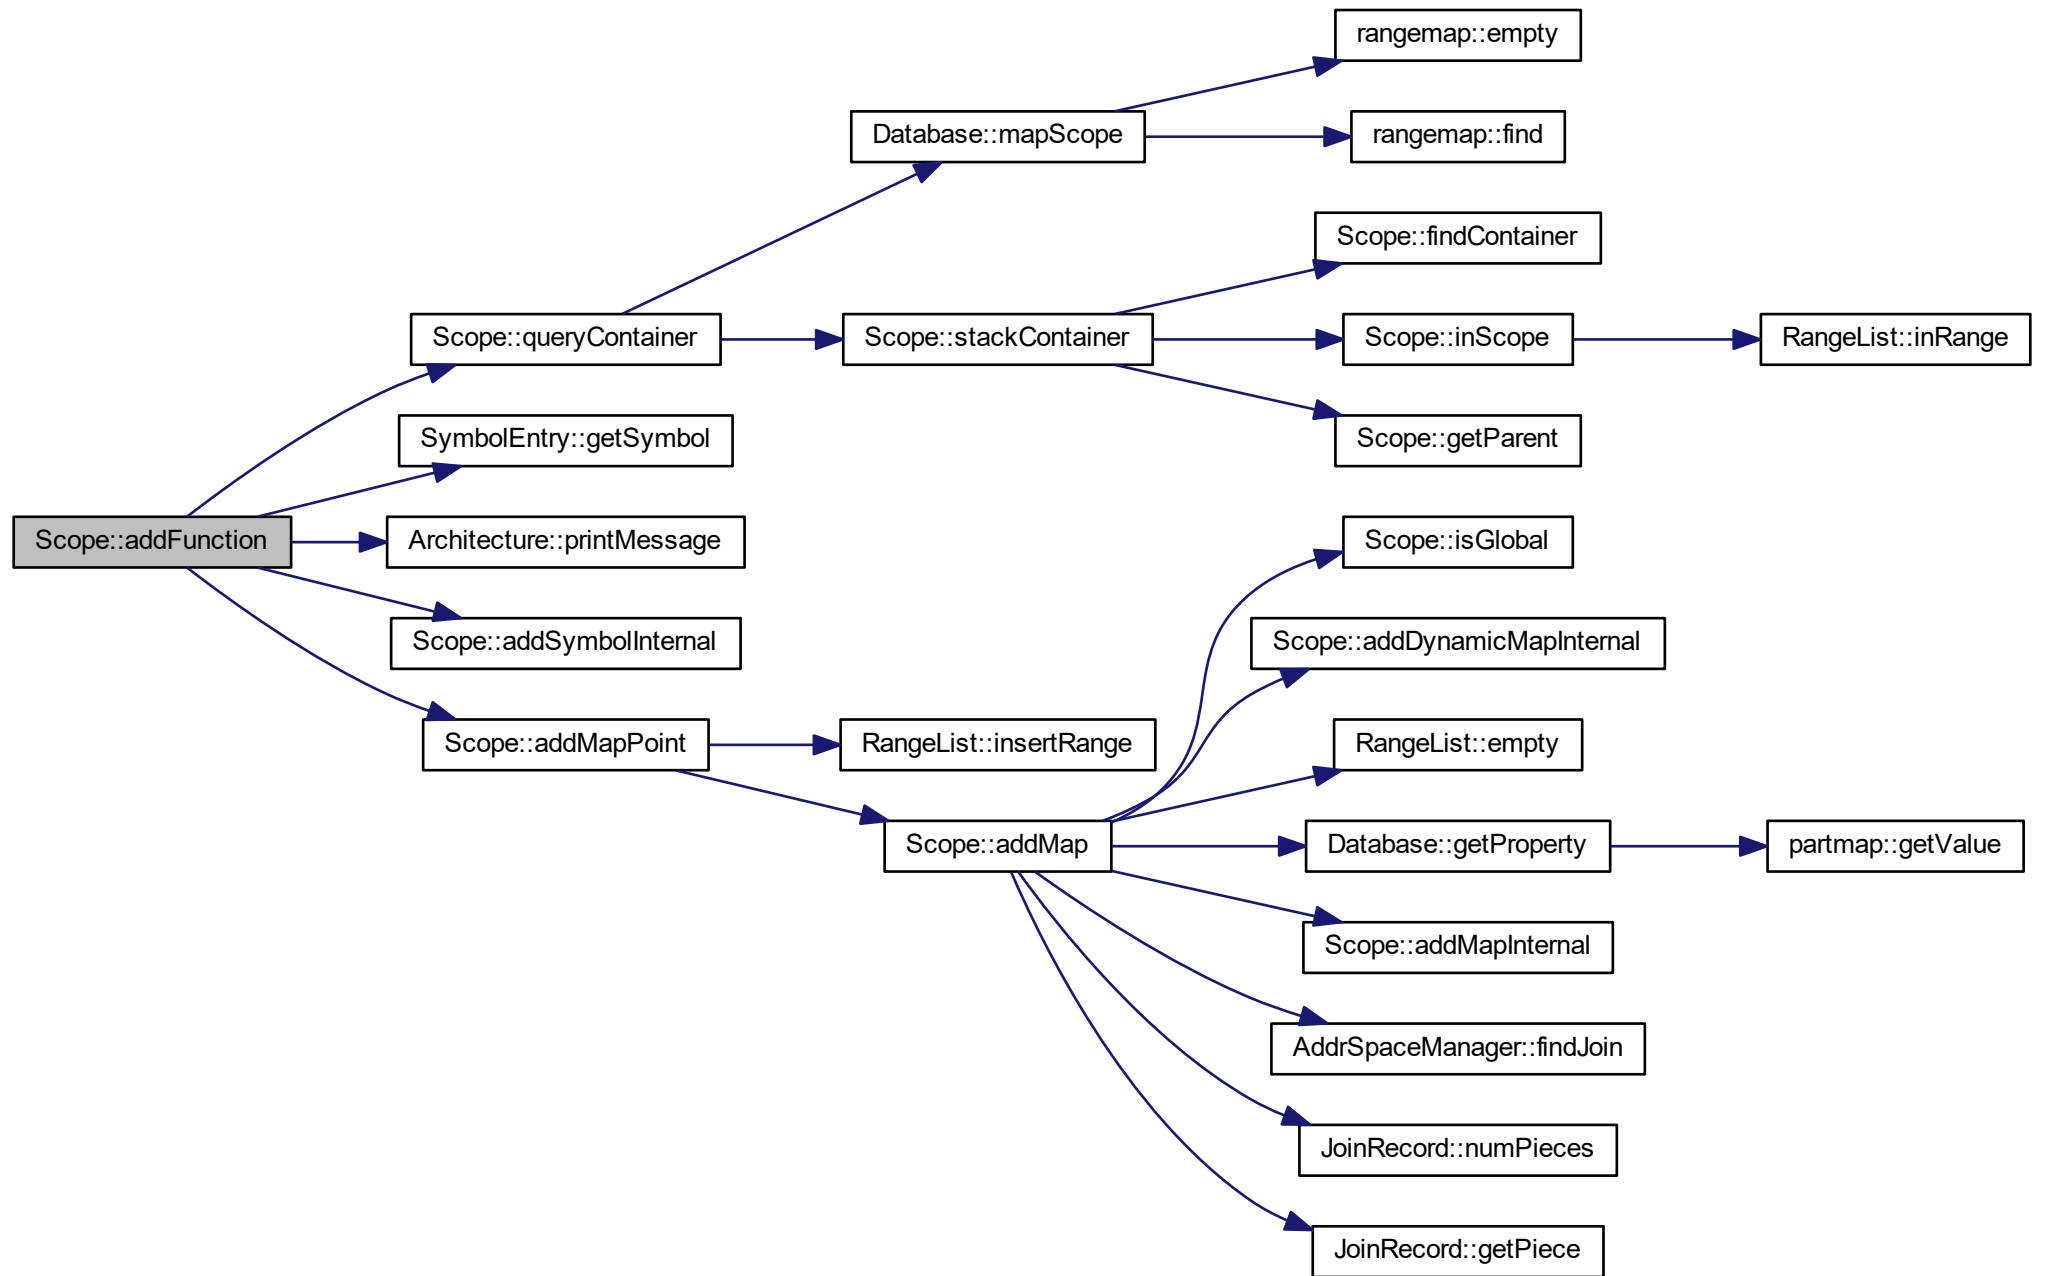 rangemap::empty
Database::mapScope
rangemap::find
Scope::findContainer
Scope::queryContainer
Scope::stackContainer
Scope::inScope
RangeList::inRange
SymbolEntry::getSymbol
Scope::getParent
Scope::addFunction
Architecture::printMessage
Scope::isGlobal
Scope::addSymbolInternal
Scope::addDynamicMapInternal
Scope::addMapPoint
RangeList::insertRange
RangeList::empty
Scope::addMap
Database::getProperty
partmap::getValue
Scope::addMapInternal
AddrSpaceManager::findJoin
JoinRecord::numPieces
JoinRecord::getPiece